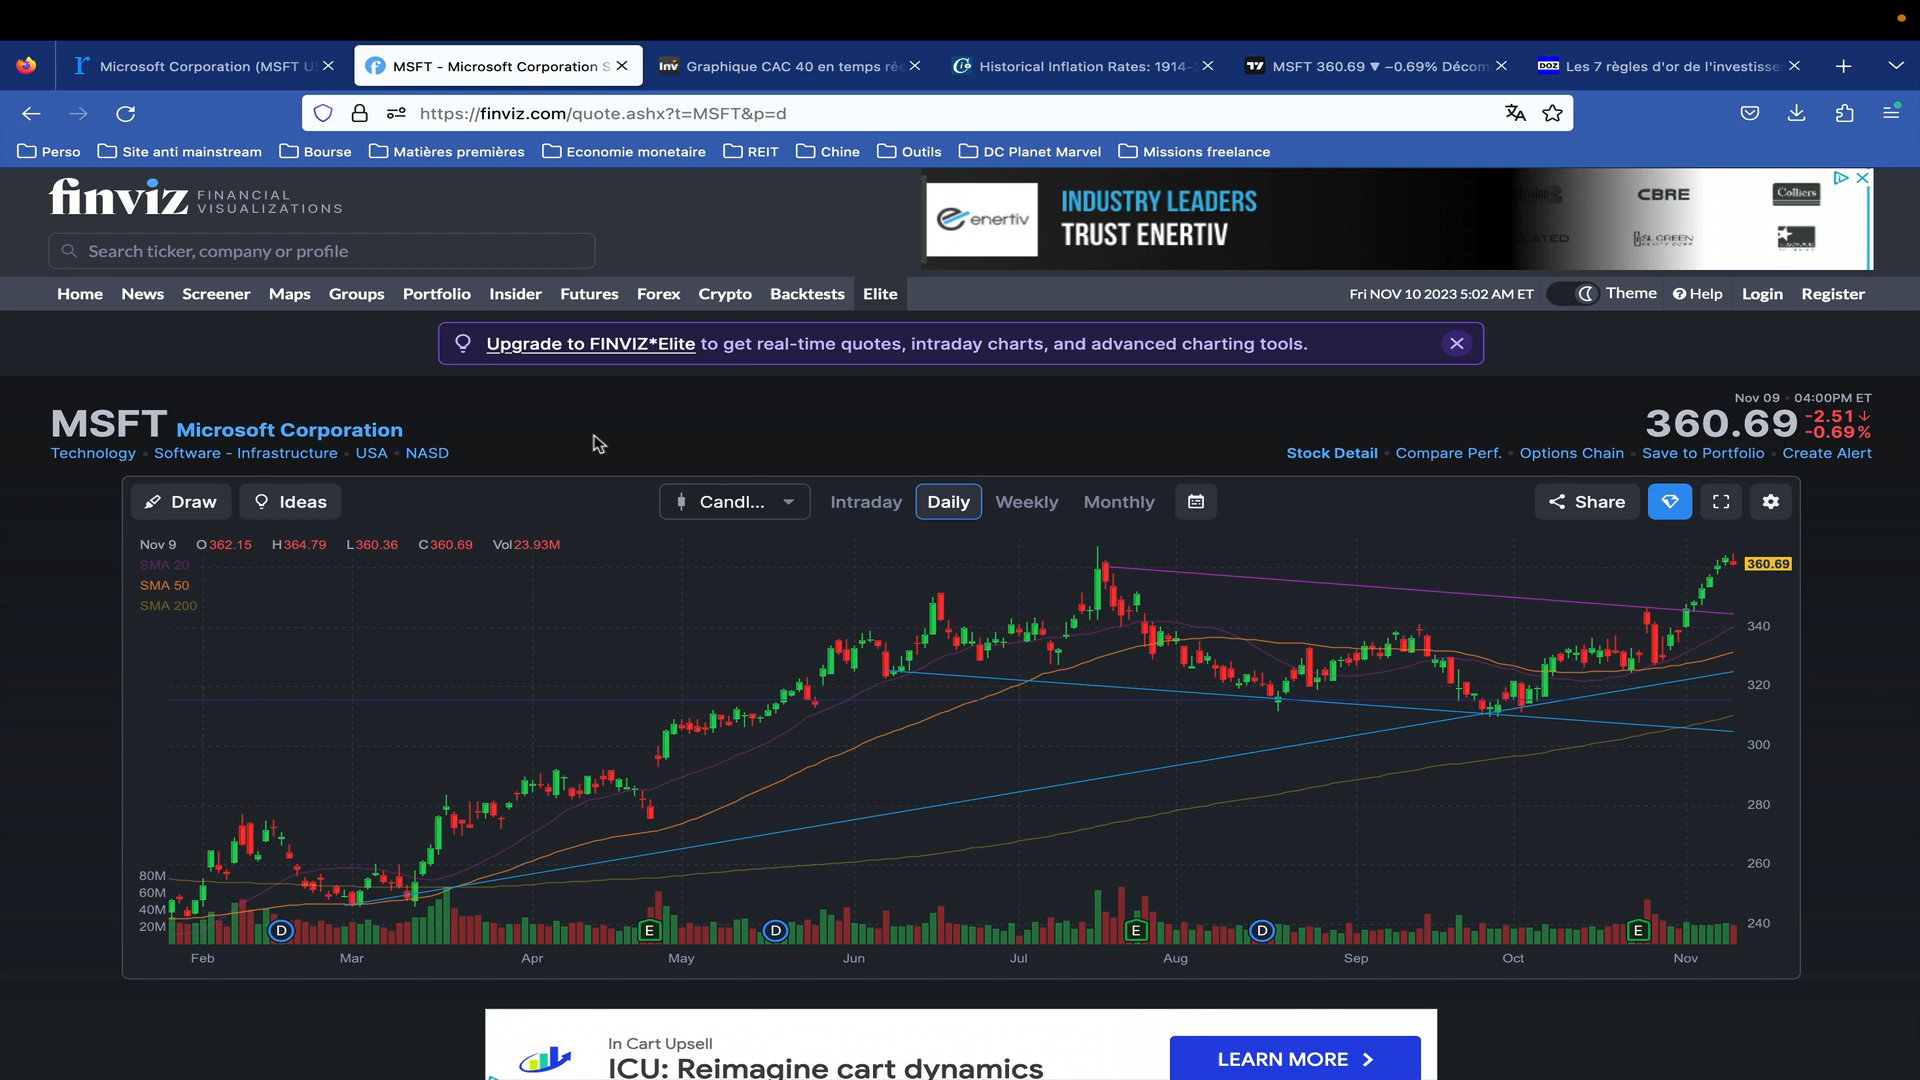 Microsoft Corporation (MSFT U
MSFT - Microsoft Corporation S
Graphique CAC 40 en temps rée
Historical Inflation Rates: 1914-
MSFT 360.69 ▼ −0.69% Décom
Les 7 règles d'or de l'investisse
https://finviz.com/quote.ashx?t=MSFT&p=d
Perso Site anti mainstream Bourse Matières premières Economie monetaire REIT Chine Outils DC Planet Marvel Missions freelance
finviz FINANCIAL
VISUALIZATIONS
Search ticker, company or profile
enertiv
INDUSTRY LEADERS
TRUST ENERTIV
CBRE
Colliers
SL GREEN
Home News Screener Maps Groups Portfolio Insider Futures Forex Crypto Backtests Elite
Fri NOV 10 2023 5:02 AM ET Theme Help Login Register
Upgrade to FINVIZ*Elite to get real-time quotes, intraday charts, and advanced charting tools.
Nov 09 • 04:00PM ET
MSFT Microsoft Corporation
360.69 -2.51↓
-0.69%
Technology • Software - Infrastructure • USA • NASD
Stock Detail • Compare Perf. • Options Chain • Save to Portfolio • Create Alert
Draw Ideas Candl... Intraday Daily Weekly Monthly Share
Nov 9 O362.15 H364.79 L360.36 C360.69 Vol23.93M
SMA 20
SMA 50
SMA 200
360.69
340
320
300
280
260
240
80M
60M
40M
20M
D E D E D E
Feb Mar Apr May Jun Jul Aug Sep Oct Nov
In Cart Upsell
ICU: Reimagine cart dynamics
LEARN MORE